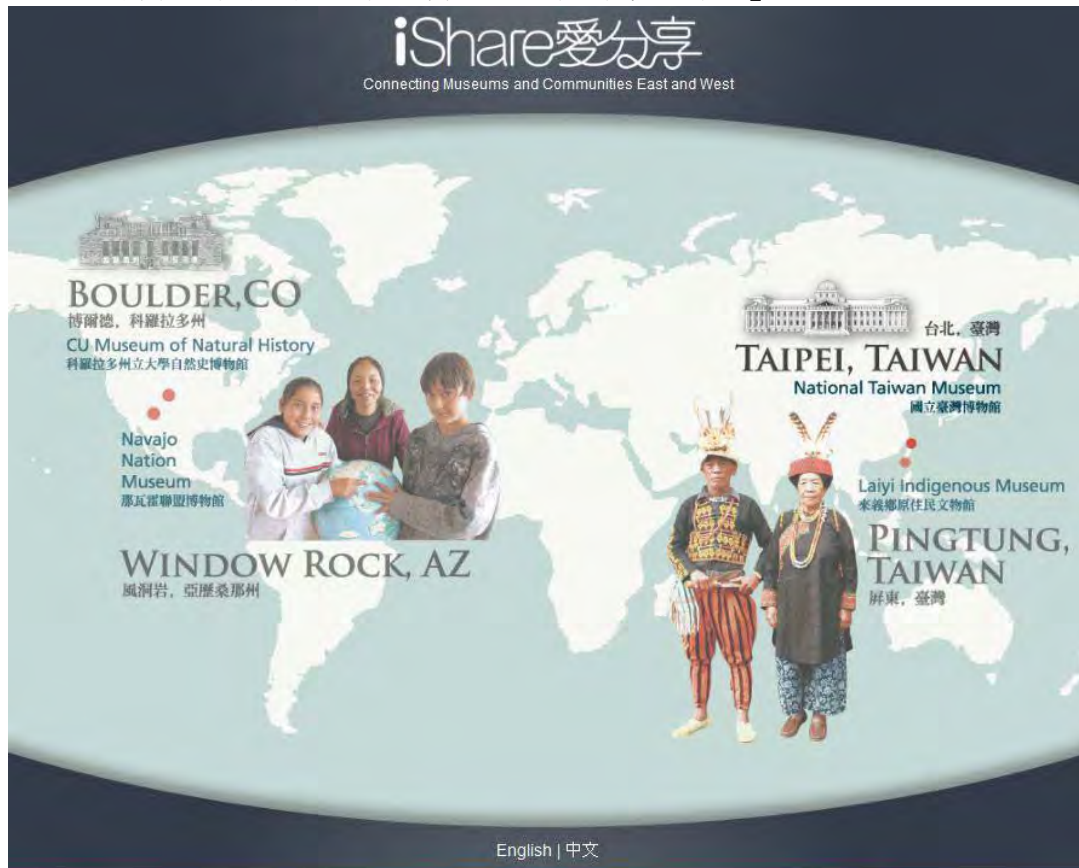 iShare愛分享
Connecting Museums and Communities East and West
BOULDER,CO
博爾德，科羅拉多州
CU Museum of Natural History
科羅拉多州立大學自然史博物館
Navajo
Nation
Museum
那瓦霍聯盟博物館
WINDOW ROCK, AZ
風洞岩，亞歷桑那州
台北，臺灣
TAIPEI, TAIWAN
National Taiwan Museum
國立臺灣博物館
Laiyi Indigenous Museum
來義鄉原住民文物館
PINGTUNG,
TAIWAN
屏東，臺灣
English | 中文